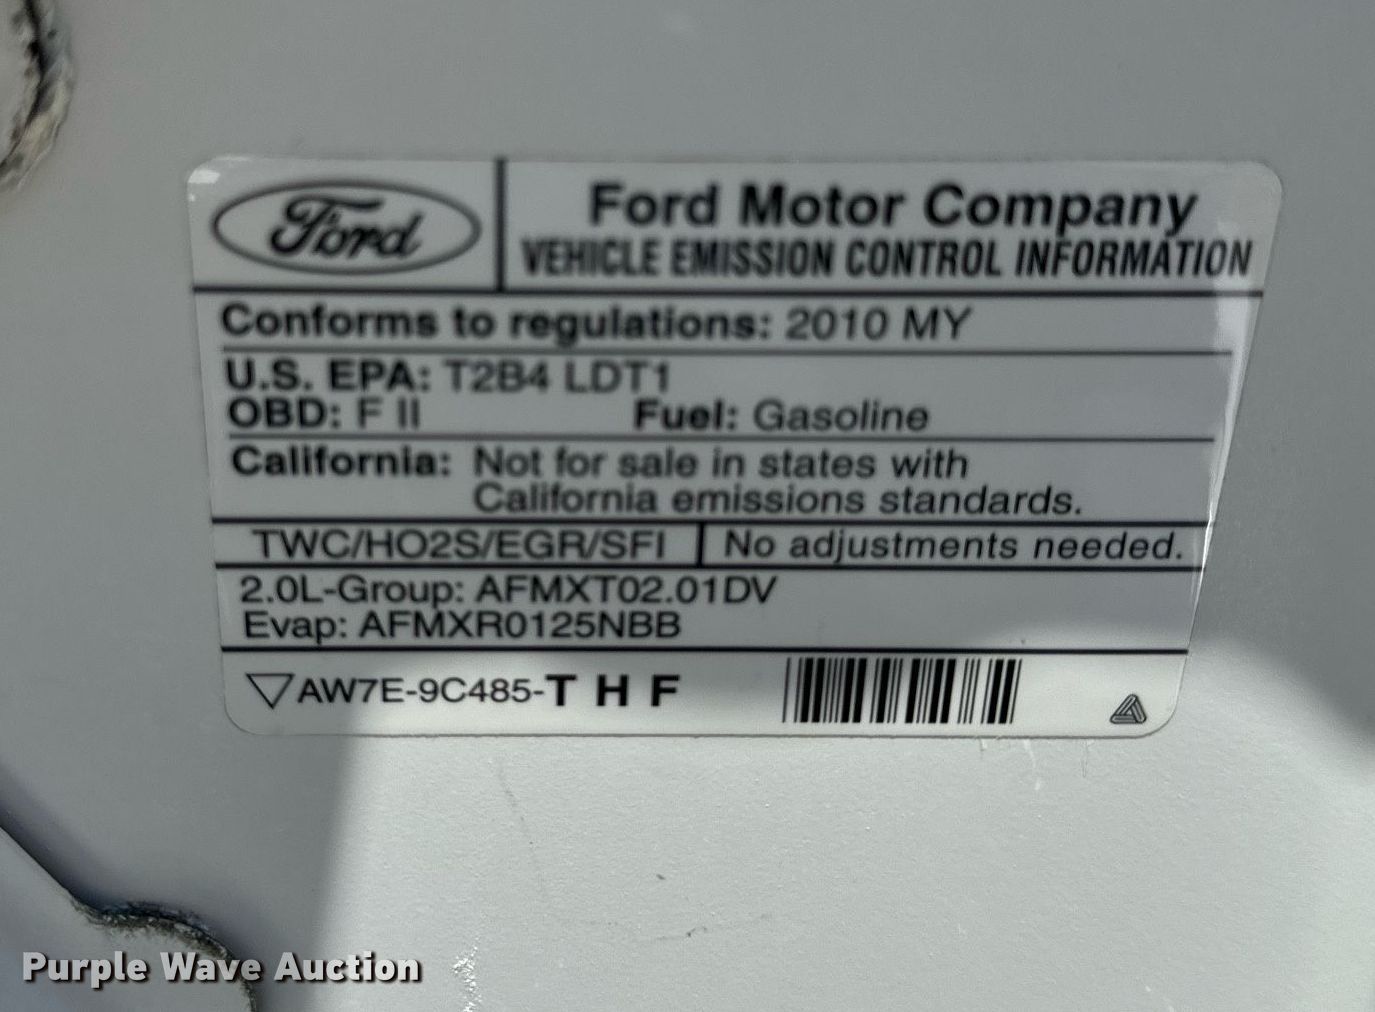 Ford
Ford Motor Company
VEHICLE EMISSION CONTROL INFORMATION
Conforms to regulations: 2010 MY
U.S. EPA: T2B4 LDT1
OBD: F II Fuel: Gasoline
California: Not for sale in states with
California emissions standards.
TWC/HO2S/EGR/SFI No adjustments needed.
2.0L-Group: AFMXT02.01DV
Evap: AFMXR0125NBB
AW7E-9C485-T H F
Purple Wave Auction